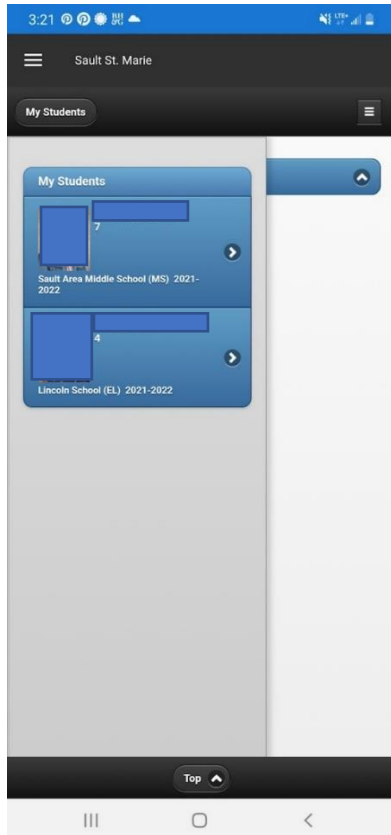 3:21
LTE+
Sault St. Marie
My Students
My Students
7
Sault Area Middle School (MS) 2021-
2022
4
Lincoln School (EL) 2021-2022
Top